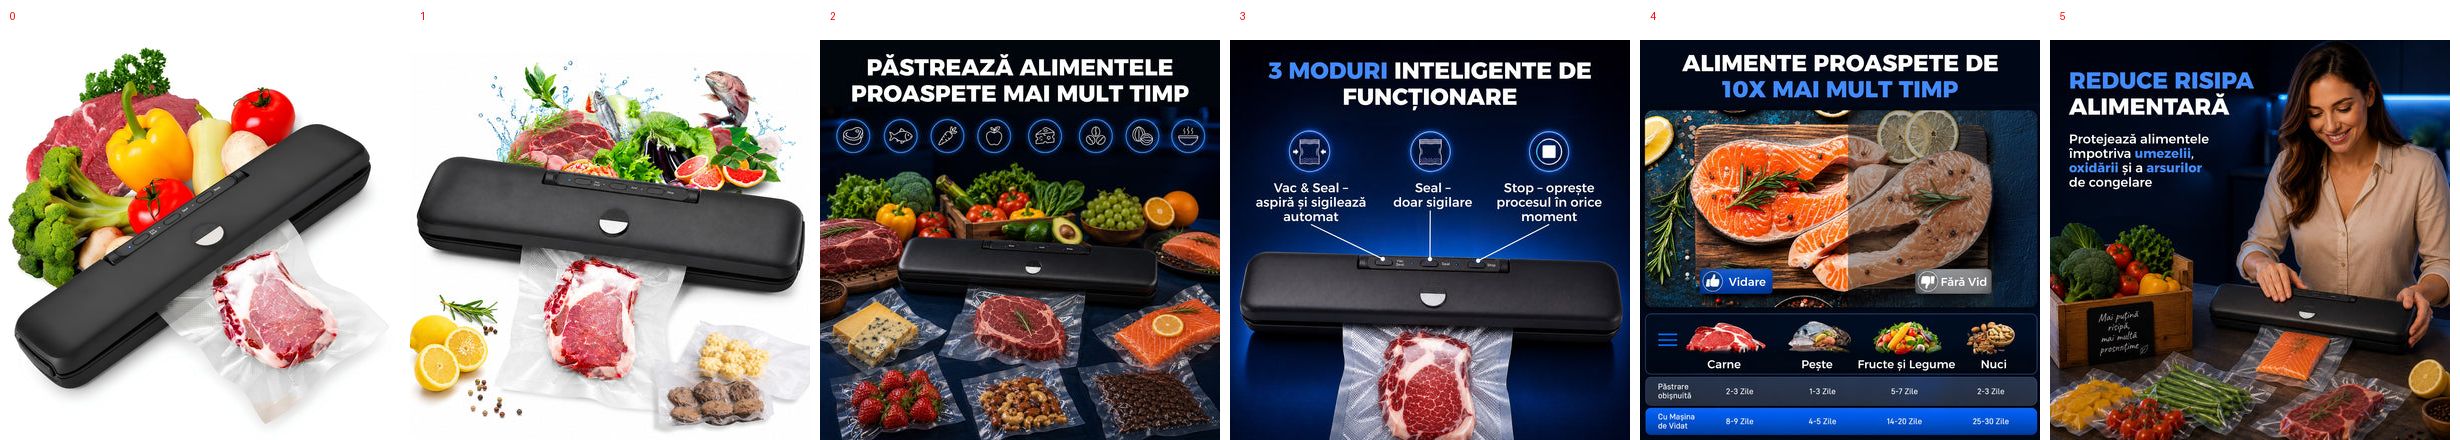 0
1
2
3
4
5
PĂSTREAZĂ ALIMENTELE
PROASPETE MAI MULT TIMP
3 MODURI INTELIGENTE DE
FUNCȚIONARE
Vac & Seal –
aspiră și sigilează
automat
Seal –
doar sigilare
Stop – oprește
procesul în orice
moment
Vac
Seal
Seal
Stop
ALIMENTE PROASPETE DE
10X MAI MULT TIMP
Vidare
Fără Vid
Carne
Pește
Fructe și Legume
Nuci
Păstrare
obișnuită
2-3 Zile
1-3 Zile
5-7 Zile
2-3 Zile
Cu Mașina
de Vidat
8-9 Zile
4-5 Zile
14-20 Zile
25-30 Zile
REDUCE RISIPA
ALIMENTARĂ
Protejează alimentele
împotriva umezelii,
oxidării și a arsurilor
de congelare
Mai puțină
risipă,
mai multă